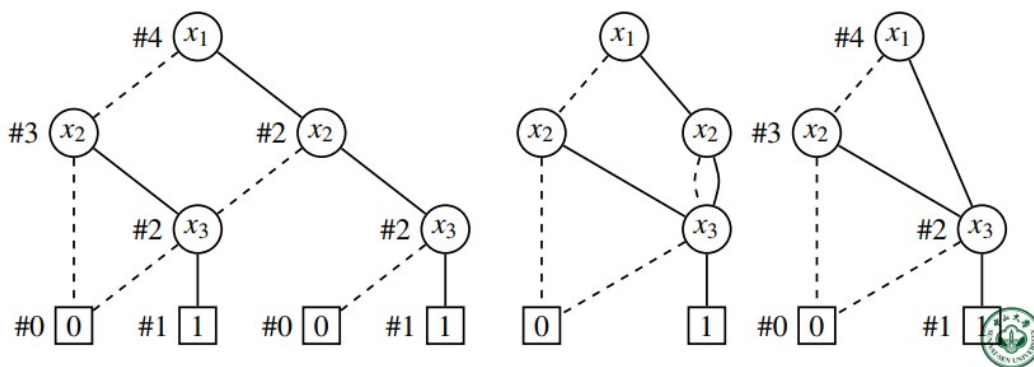 #4 x1 x1 #4 x1
#3 x2 #2 x2 x2 x2 #3 x2
#2 x3 #2 x3 x3 #2 x3
#0 0 #1 1 #0 0 #1 1 0 1 #0 0 #1 1